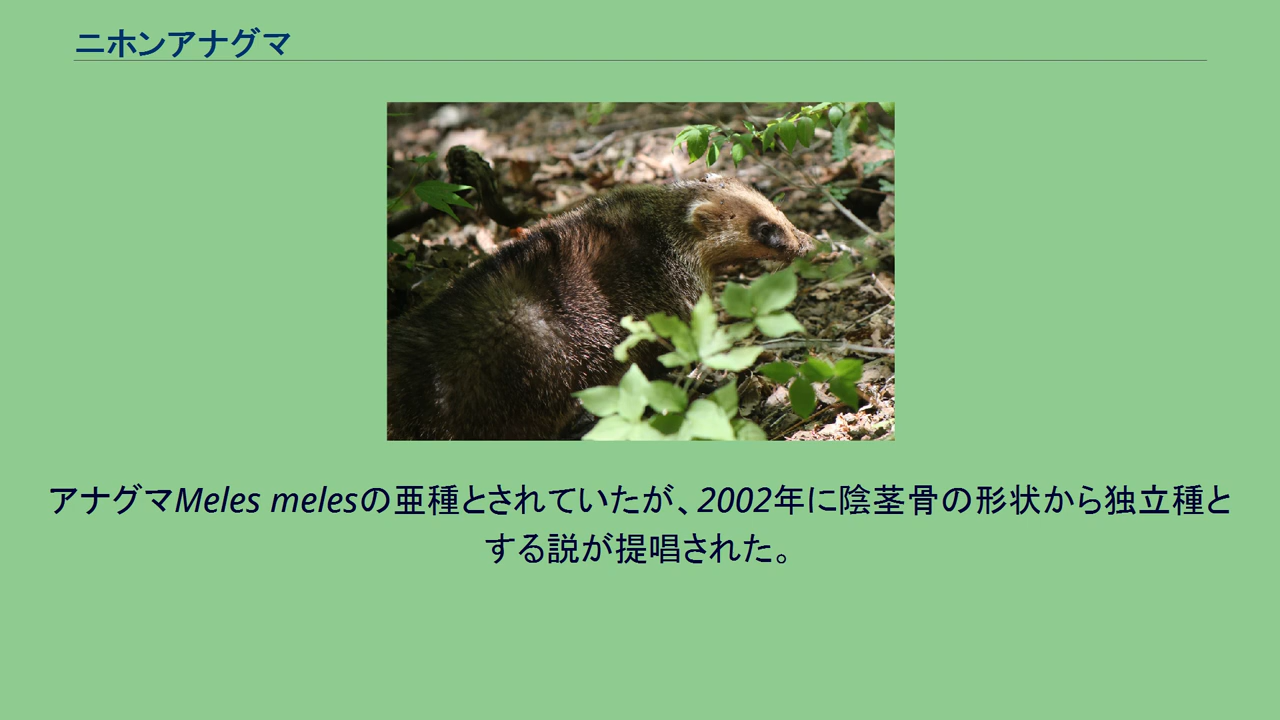 ニホンアナグマ
アナグマMeles melesの亜種とされていたが、2002年に陰茎骨の形状から独立種と
する説が提唱された。